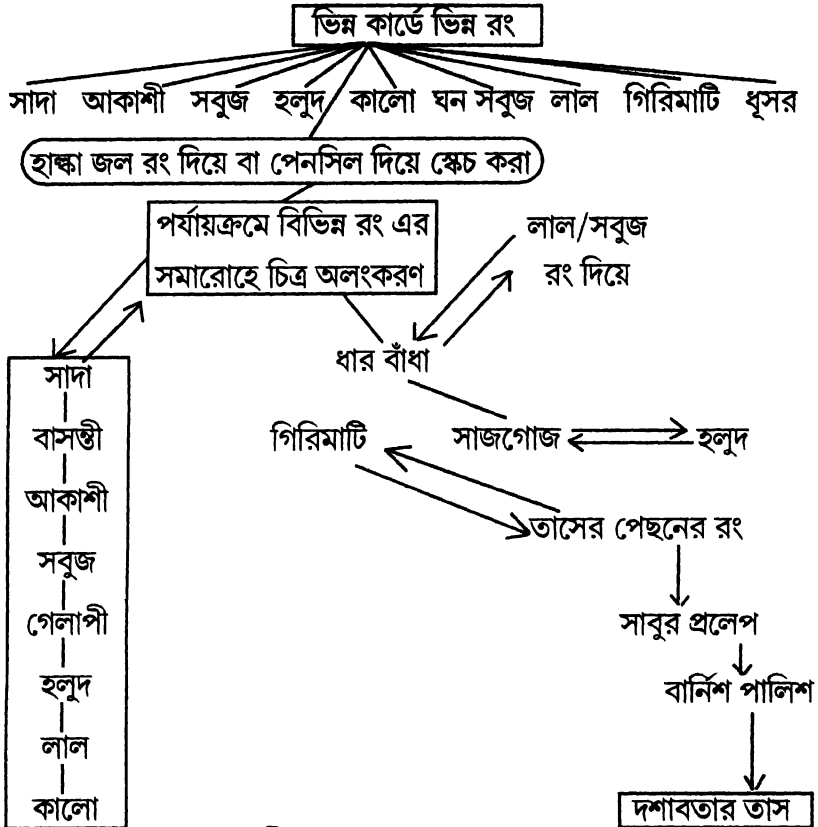 ভিন্ন কার্ডে ভিন্ন রং
সাদা আকাশী সবুজ হলুদ কালো ঘন সবুজ লাল গিরিমাটি ধূসর
হাল্কা জল রং দিয়ে বা পেনসিল দিয়ে স্কেচ করা
পর্যায়ক্রমে বিভিন্ন রং এর
সমারোহে চিত্র অলংকরণ
লাল/সবুজ
রং দিয়ে
ধার বাঁধা
সাদা
বাসন্তী
আকাশী
সবুজ
গেলাপী
হলুদ
লাল
কালো
গিরিমাটি
সাজগোজ
হলুদ
তাসের পেছনের রং
সাবুর প্রলেপ
বার্নিশ পালিশ
দশাবতার তাস